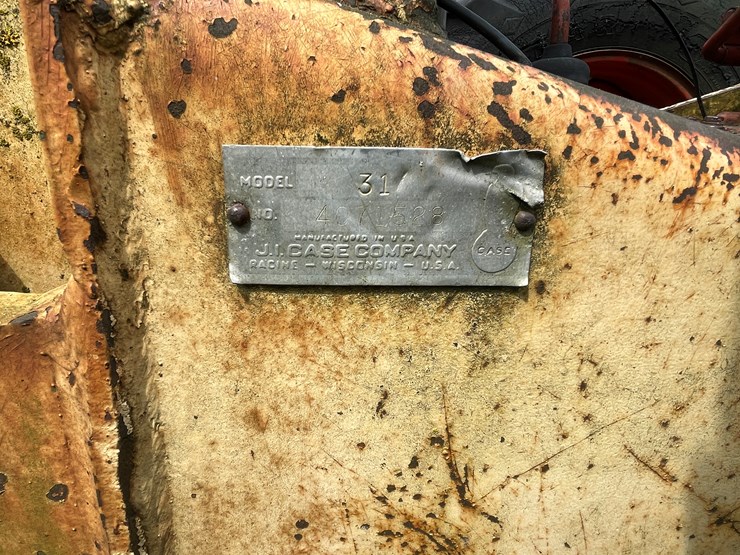 MODEL 31
NO.
MANUFACTURED IN U.S.A.
J.I. CASE COMPANY
RACINE – WISCONSIN – U.S.A.
CASE